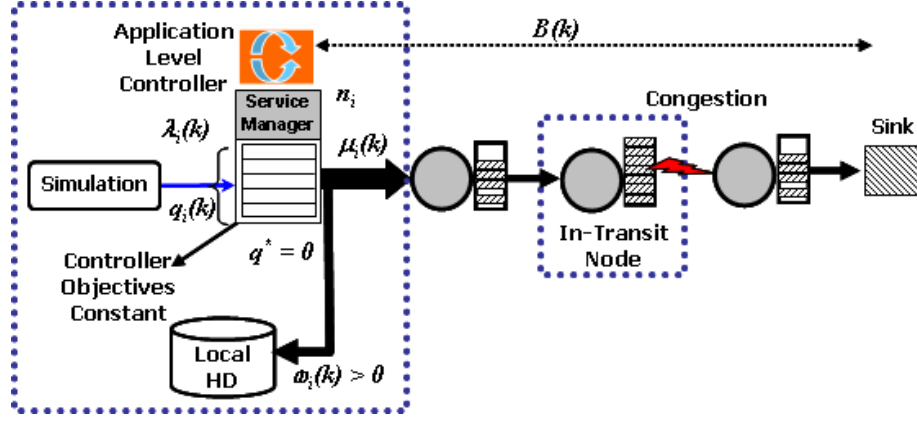 Application
Level
Controller
B(k)
Service
Manager
n_i
λ_i(k)
μ_i(k)
Congestion
Sink
Simulation
q_i(k)
q* = 0
In-Transit
Node
Controller
Objectives
Constant
Local
HD
ω_i(k) > 0